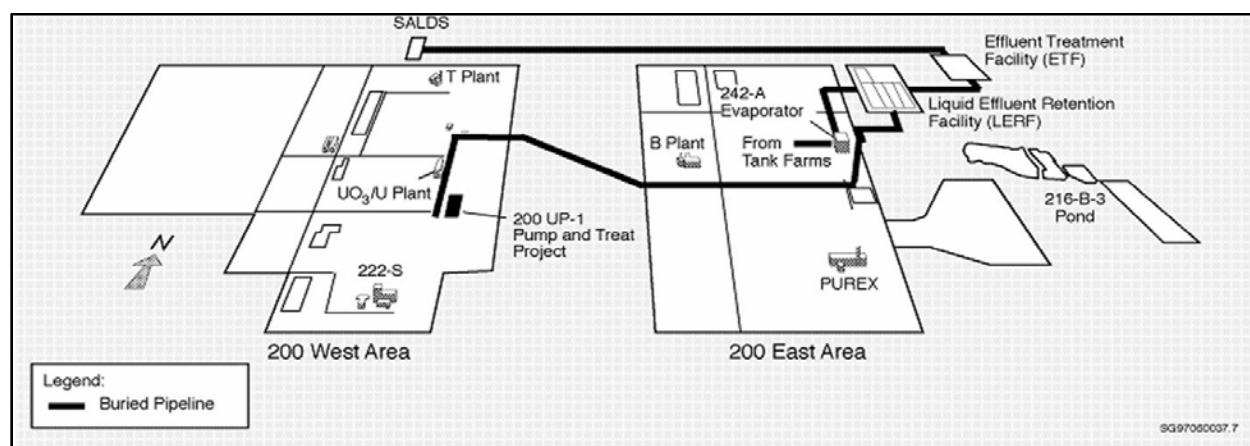 SALDS
Effluent Treatment
Facility (ETF)
T Plant
242-A
Evaporator
Liquid Effluent Retention
Facility (LERF)
B Plant
From
Tank Farms
UO3/U Plant
216-B-3
Pond
200 UP-1
Pump and Treat
Project
N
222-S
PUREX
200 West Area
200 East Area
Legend:
Buried Pipeline
SG97060037.7